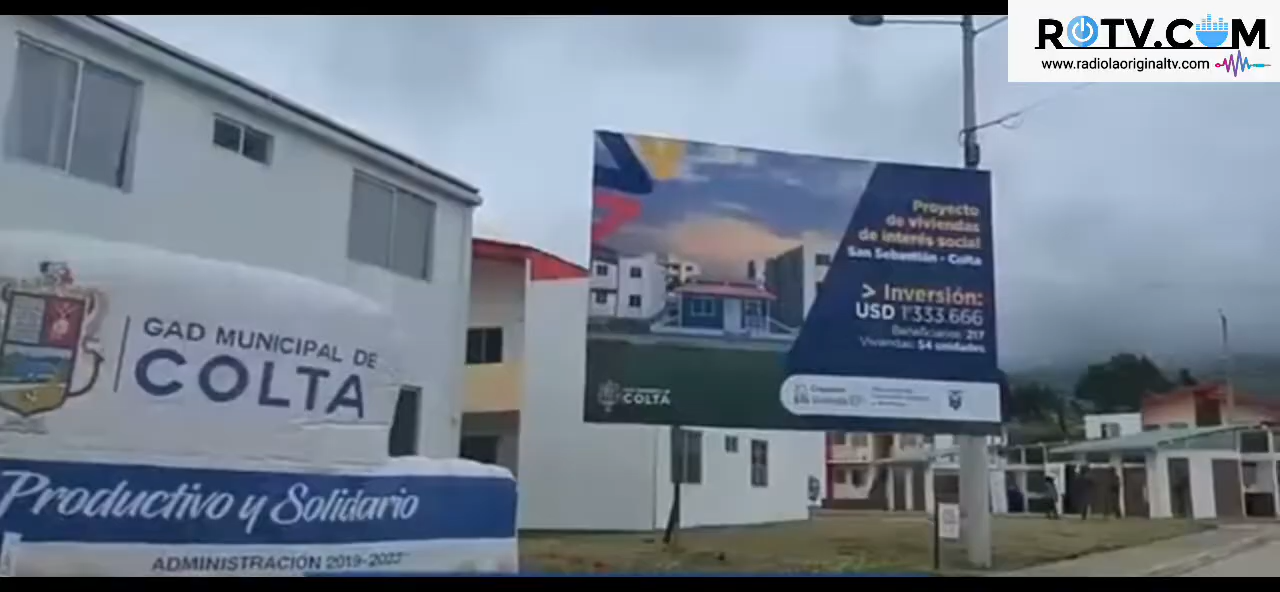 ROTV.COM
www.radiolaoriginaltv.com
Proyecto
de viviendas
de interés social
San Sebastián - Colta
> Inversión:
USD 1'333.666
Beneficiarios: 217
Viviendas: 54 unidades
COLTA
GAD MUNICIPAL DE
COLTA
Productivo y Solidario
ADMINISTRACIÓN 2019-2023